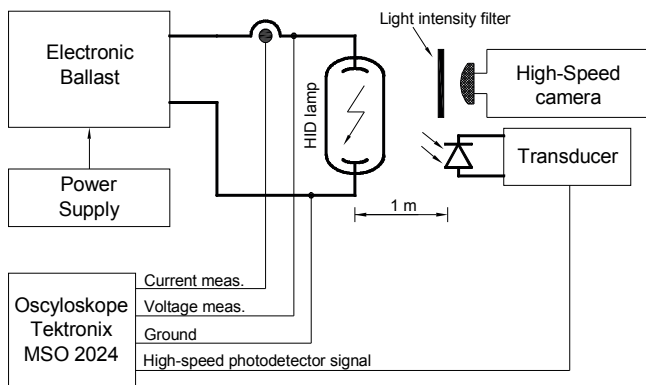 Light intensity filter
Electronic
Ballast
HID lamp
High-Speed
camera
Transducer
Power
Supply
1 m
Current meas.
Oscyloskope
Tektronix
MSO 2024
Voltage meas.
Ground
High-speed photodetector signal